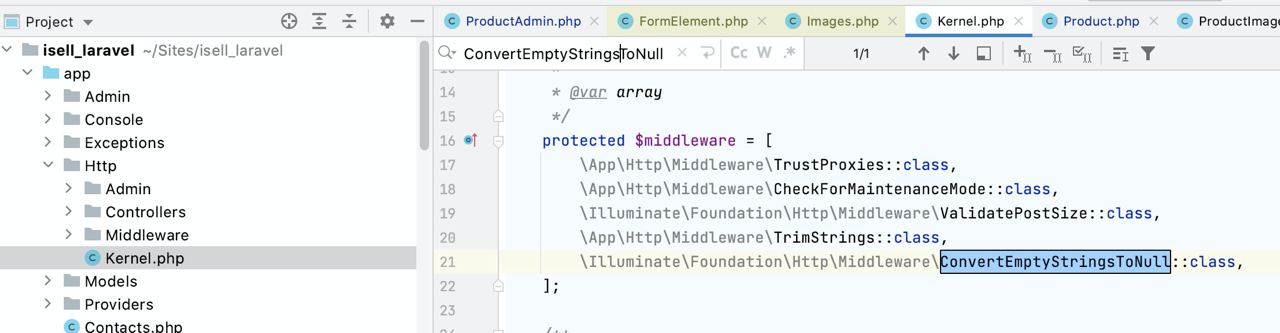 Project
isell_laravel ~/Sites/isell_laravel
app
Admin
Console
Exceptions
Http
Admin
Controllers
Middleware
Kernel.php
Models
Providers
Contacts.php
ProductAdmin.php FormElement.php Images.php Kernel.php Product.php ProductImage
ConvertEmptyStringsToNull Cc W .* 1/1
14 * @var array
15 */
16 protected $middleware = [
17 \App\Http\Middleware\TrustProxies::class,
18 \App\Http\Middleware\CheckForMaintenanceMode::class,
19 \Illuminate\Foundation\Http\Middleware\ValidatePostSize::class,
20 \App\Http\Middleware\TrimStrings::class,
21 \Illuminate\Foundation\Http\Middleware\ConvertEmptyStringsToNull::class,
22 ];
23